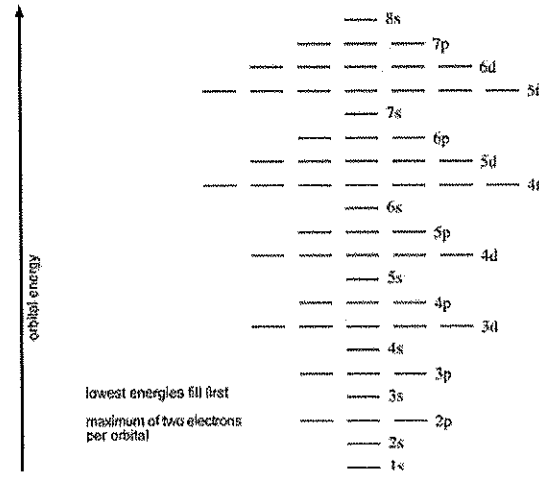 8s
7p
6d
5f
7s
6p
5d
4f
6s
5p
4d
5s
4p
3d
4s
3p
3s
2p
2s
1s
orbital energy
lowest energies fill first
maximum of two electrons
per orbital